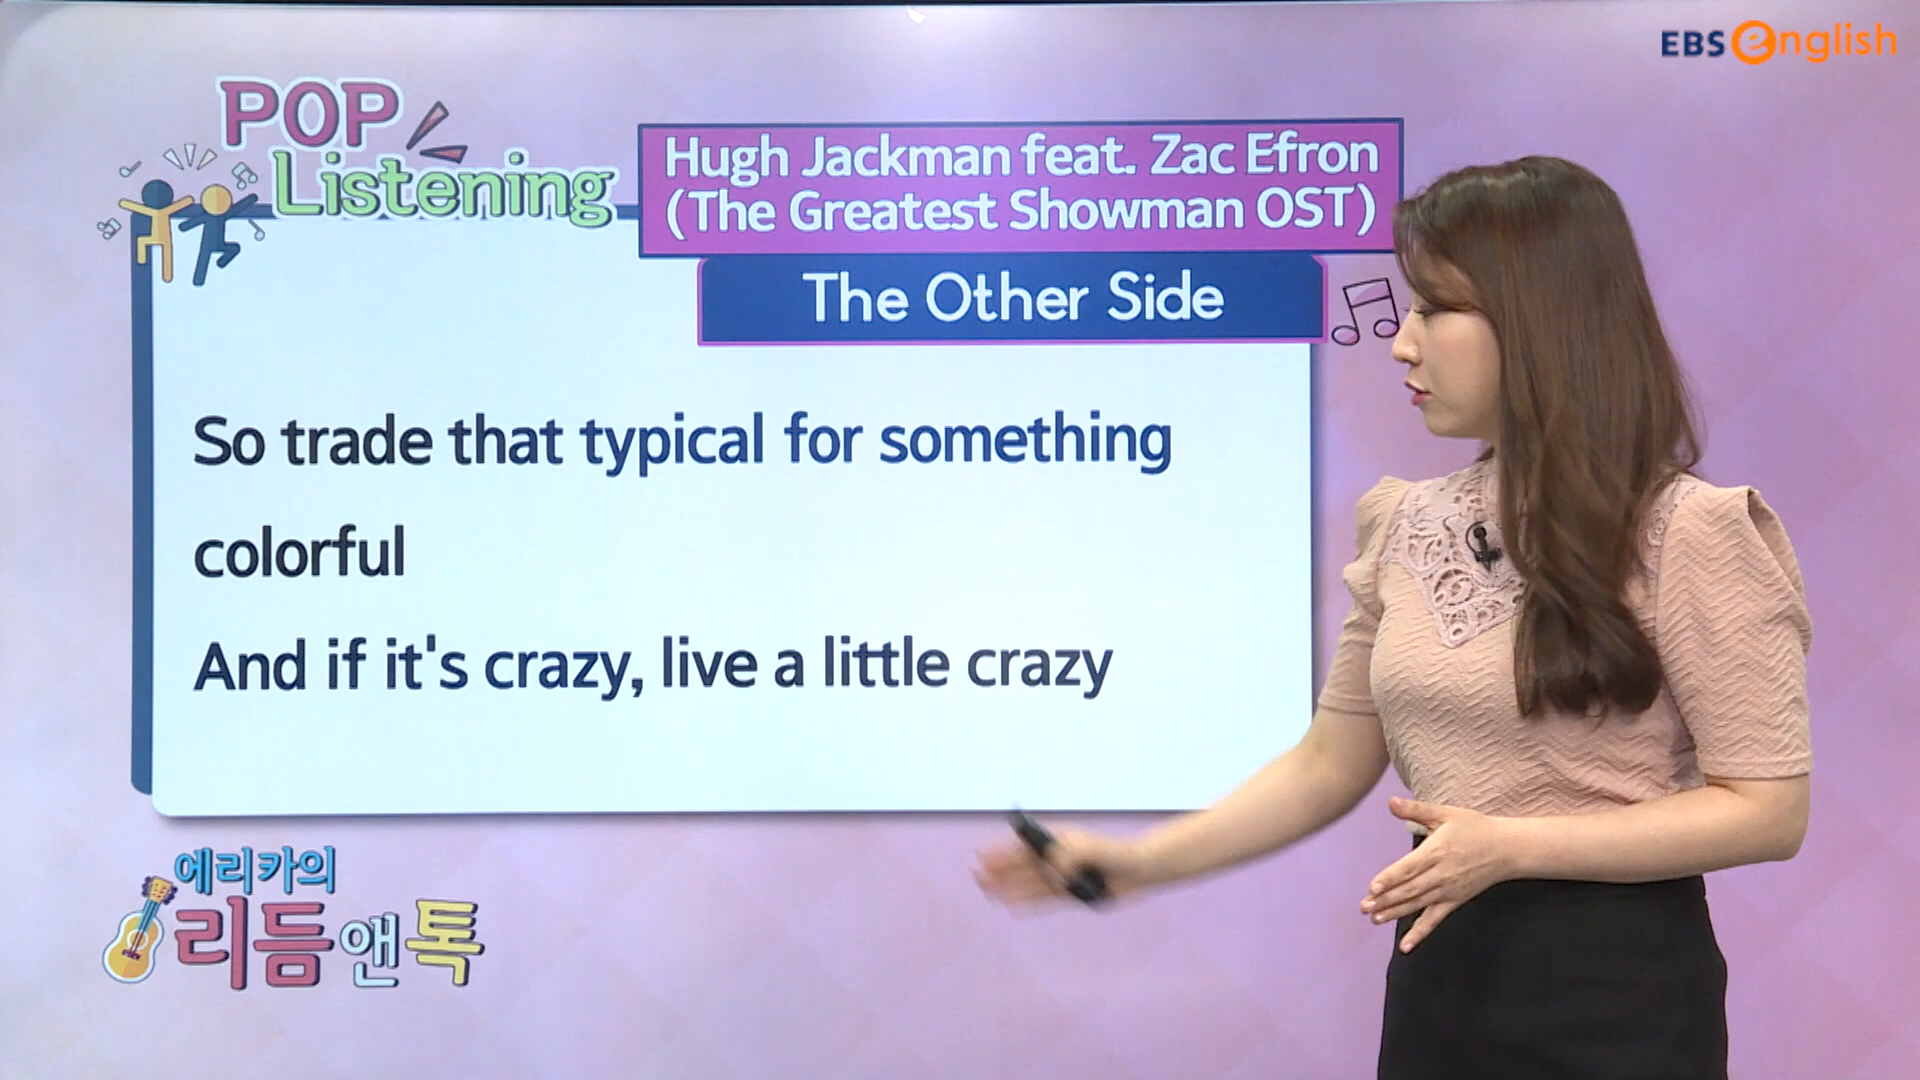 EBS english
POP
Listening
Hugh Jackman feat. Zac Efron
(The Greatest Showman OST)
The Other Side
So trade that typical for something
colorful
And if it's crazy, live a little crazy
에리카의
리듬앤톡